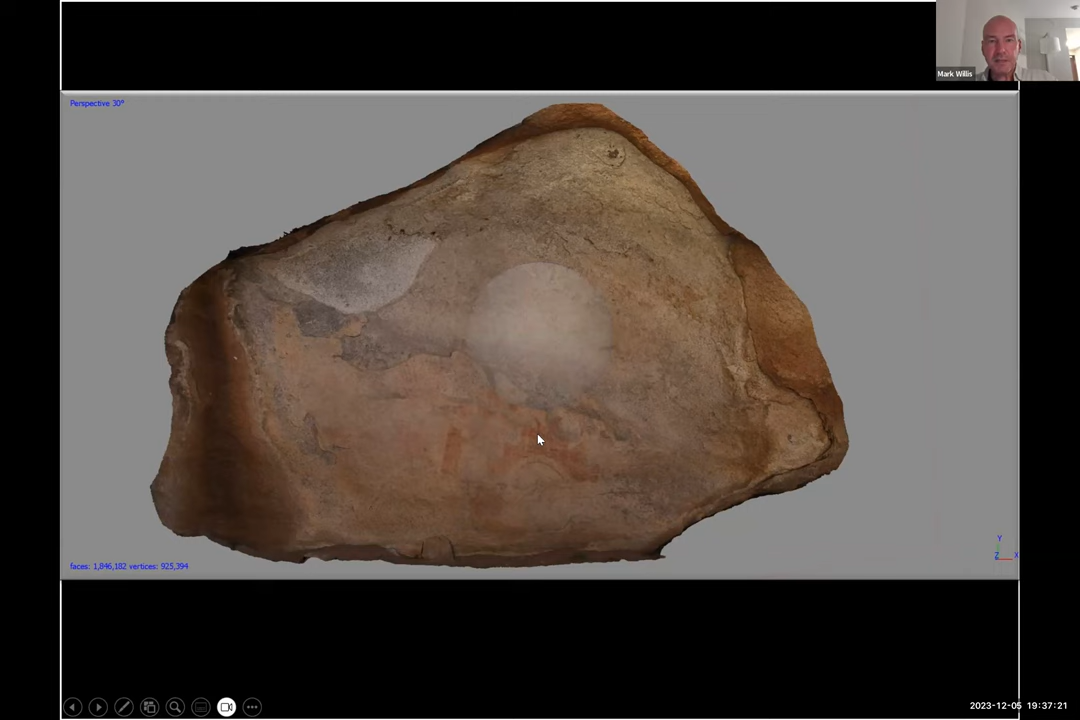 Mark Willis
Perspective 30°
Y
Z X
faces: 1,846,182 vertices: 925,394
2023-12-05 19:37:21